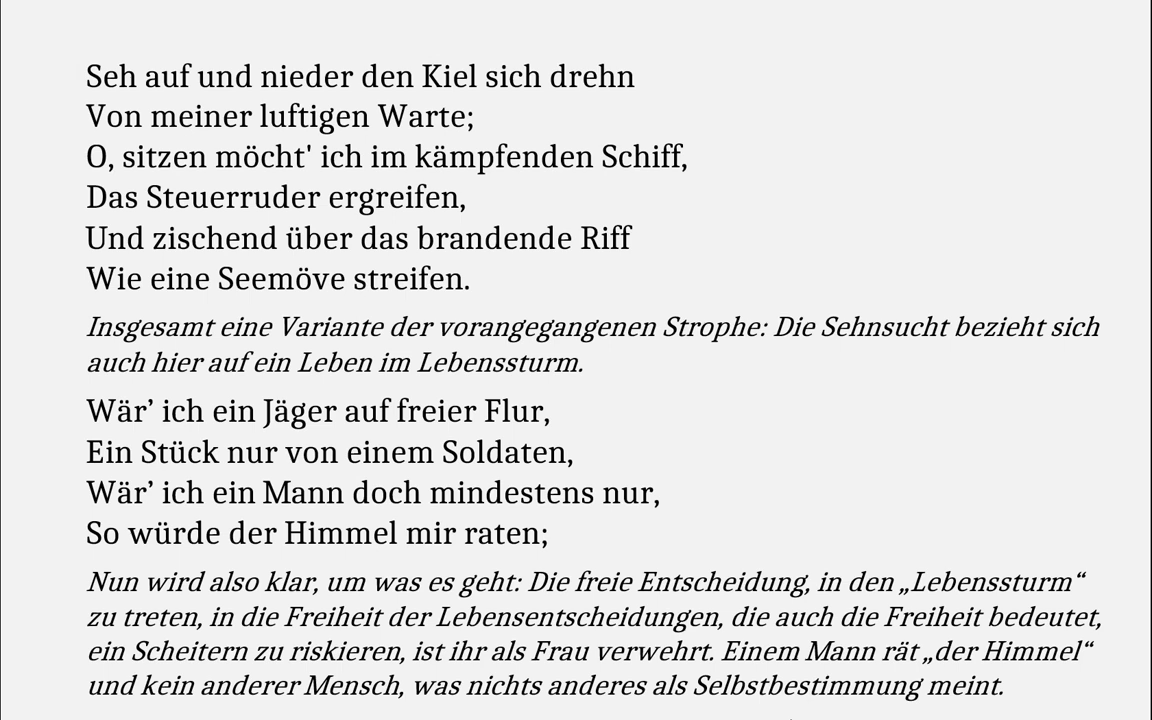 Seh auf und nieder den Kiel sich drehn
Von meiner luftigen Warte;
O, sitzen möcht' ich im kämpfenden Schiff,
Das Steuerruder ergreifen,
Und zischend über das brandende Riff
Wie eine Seemöve streifen.
Insgesamt eine Variante der vorangegangenen Strophe: Die Sehnsucht bezieht sich
auch hier auf ein Leben im Lebenssturm.
Wär’ ich ein Jäger auf freier Flur,
Ein Stück nur von einem Soldaten,
Wär’ ich ein Mann doch mindestens nur,
So würde der Himmel mir raten;
Nun wird also klar, um was es geht: Die freie Entscheidung, in den „Lebenssturm“
zu treten, in die Freiheit der Lebensentscheidungen, die auch die Freiheit bedeutet,
ein Scheitern zu riskieren, ist ihr als Frau verwehrt. Einem Mann rät „der Himmel“
und kein anderer Mensch, was nichts anderes als Selbstbestimmung meint.